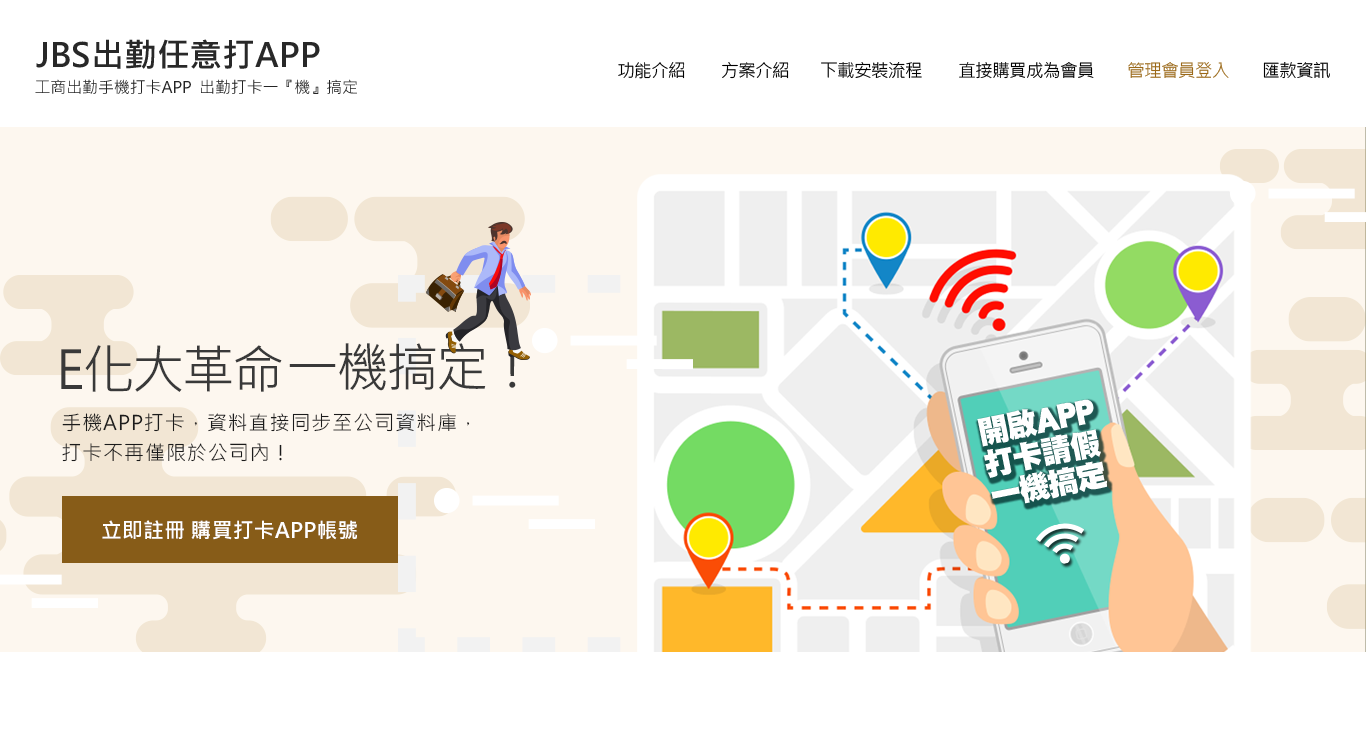 JBS出勤任意打APP
工商出勤手機打卡APP 出勤打卡一『機』搞定
功能介紹
方案介紹
下載安裝流程
直接購買成為會員
管理會員登入
匯款資訊
E化大革命一機搞定！
手機APP打卡，資料直接同步至公司資料庫，
打卡不再僅限於公司內！
立即註冊 購買打卡APP帳號
開啟APP
打卡請假
一機搞定